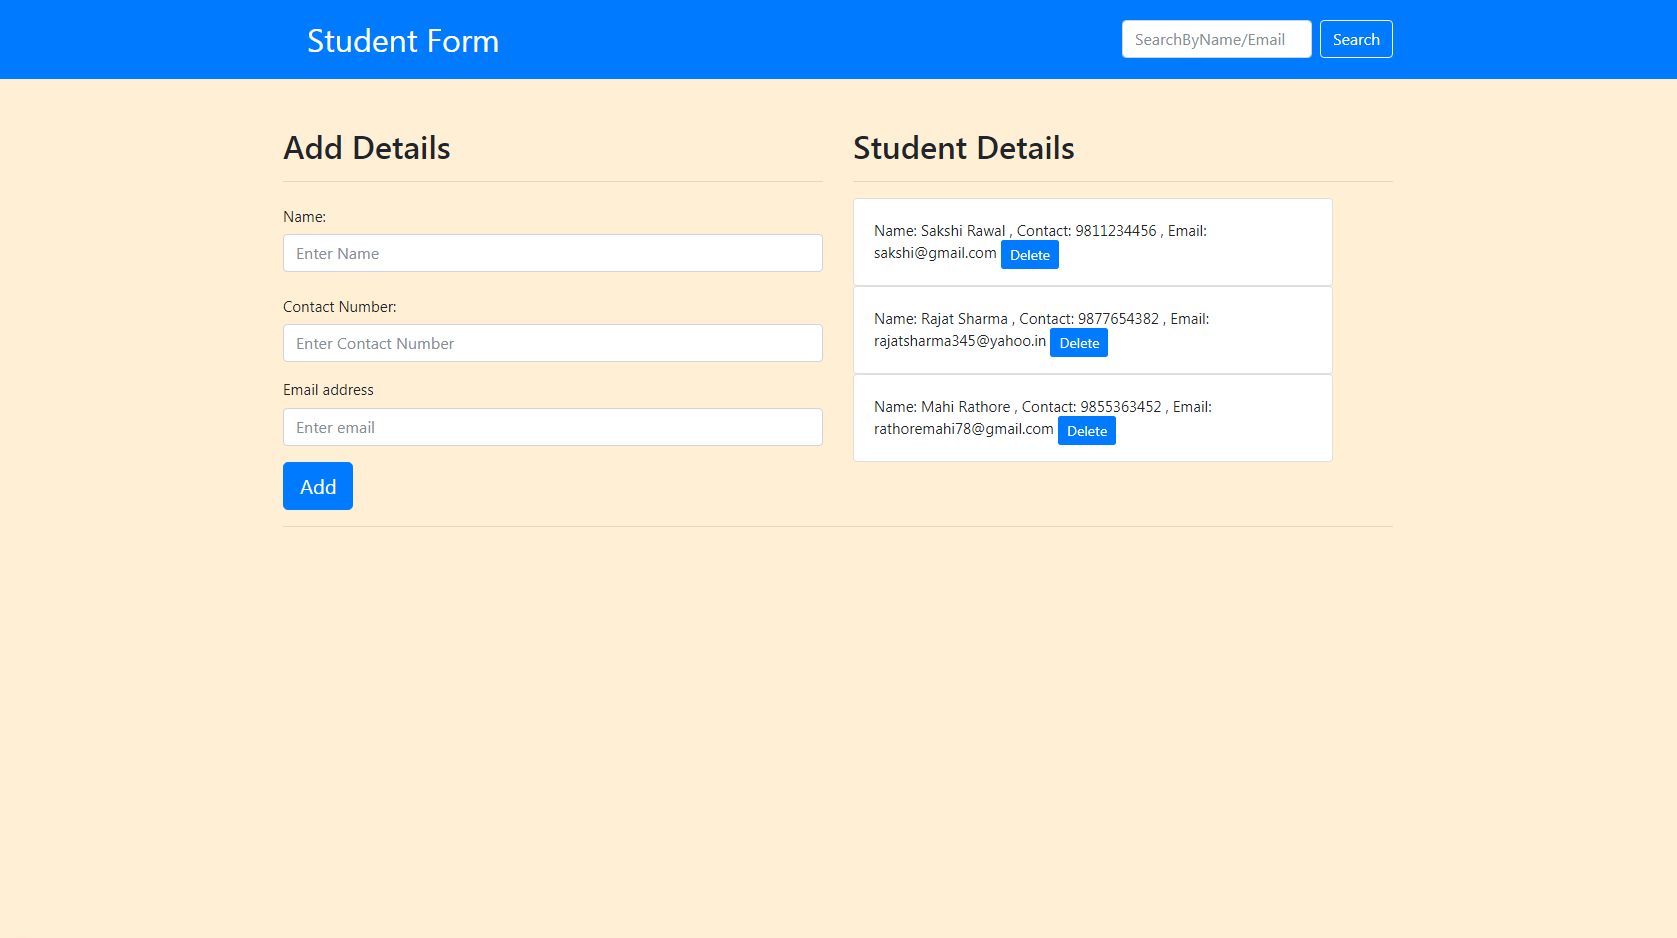 Student Form
SearchByName/Email
Search
Add Details
Name:
Enter Name
Contact Number:
Enter Contact Number
Email address
Enter email
Add
Student Details
Name: Sakshi Rawal , Contact: 9811234456 , Email:
sakshi@gmail.com Delete
Name: Rajat Sharma , Contact: 9877654382 , Email:
rajatsharma345@yahoo.in Delete
Name: Mahi Rathore , Contact: 9855363452 , Email:
rathoremahi78@gmail.com Delete